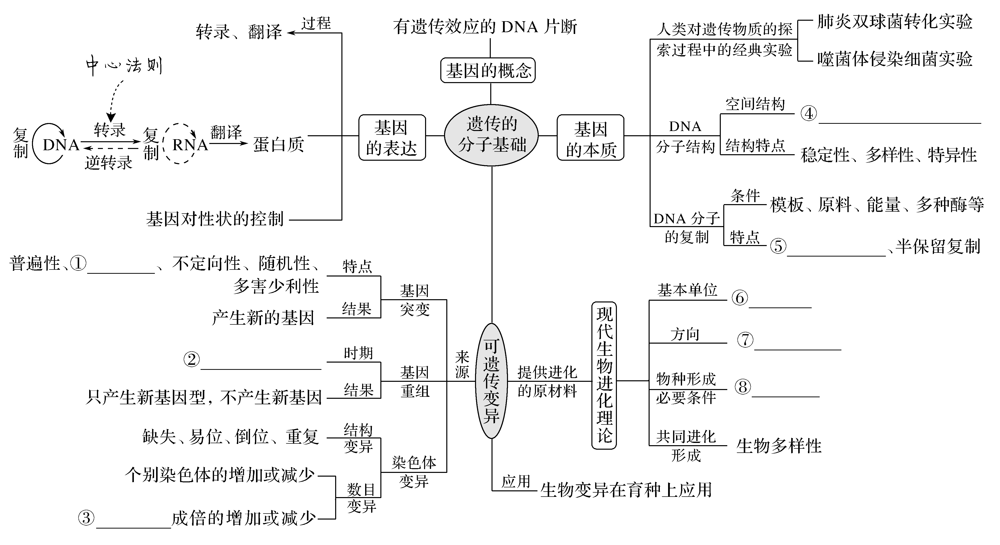 有遗传效应的 DNA 片断
基因的概念
遗传的
分子基础
基因
的表达
过程
转录、翻译
中心法则
复制
DNA
转录
逆转录
复制
RNA
翻译
蛋白质
基因对性状的控制
基因
的本质
人类对遗传物质的探
索过程中的经典实验
肺炎双球菌转化实验
噬菌体侵染细菌实验
DNA
分子结构
空间结构
④
结构特点
稳定性、多样性、特异性
DNA 分子
的复制
条件
模板、原料、能量、多种酶等
特点
⑤、半保留复制
可遗传变异
来源
基因
突变
特点
普遍性、①、不定向性、随机性、
多害少利性
结果
产生新的基因
基因
重组
时期
②
结果
只产生新基因型,不产生新基因
染色体
变异
结构
变异
缺失、易位、倒位、重复
数目
变异
个别染色体的增加或减少
③成倍的增加或减少
提供进化
的原材料
现代生物进化理论
基本单位
⑥
方向
⑦
物种形成
必要条件
⑧
共同进化
形成
生物多样性
应用
生物变异在育种上应用